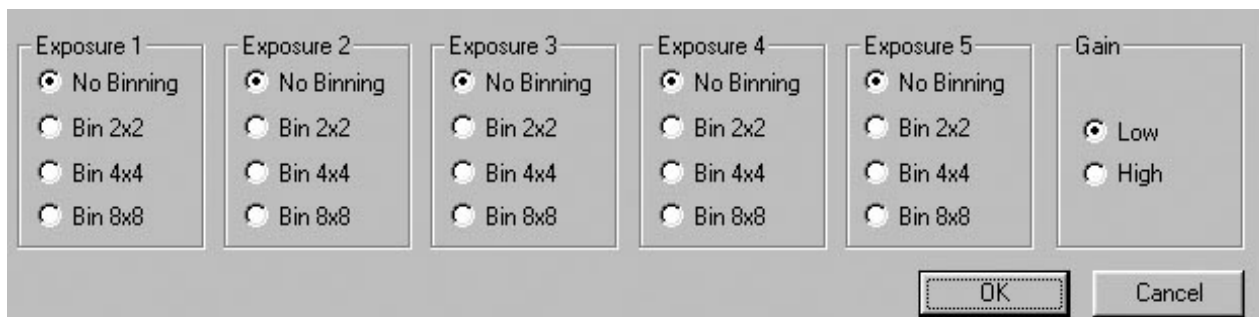 Exposure 1 Exposure 2 Exposure 3 Exposure 4 Exposure 5 Gain
No Binning No Binning No Binning No Binning No Binning
Bin 2x2 Bin 2x2 Bin 2x2 Bin 2x2 Bin 2x2 Low
Bin 4x4 Bin 4x4 Bin 4x4 Bin 4x4 Bin 4x4 High
Bin 8x8 Bin 8x8 Bin 8x8 Bin 8x8 Bin 8x8
OK Cancel